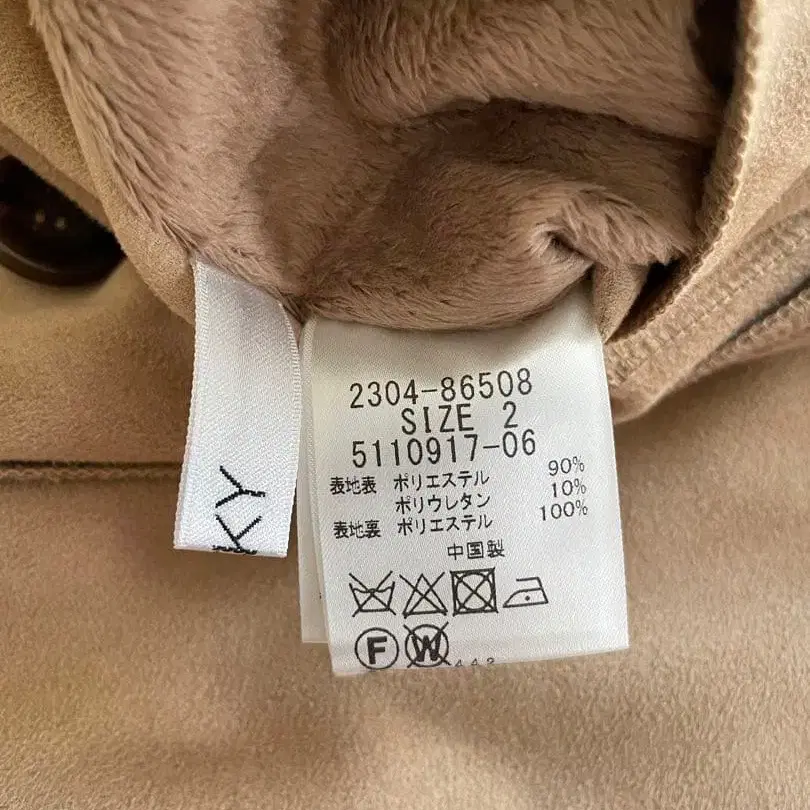 KY
2304-86508
SIZE 2
5110917-06
表地表 ポリエステル 90%
ポリウレタン 10%
表地裏 ポリエステル 100%
中国製
F W
442